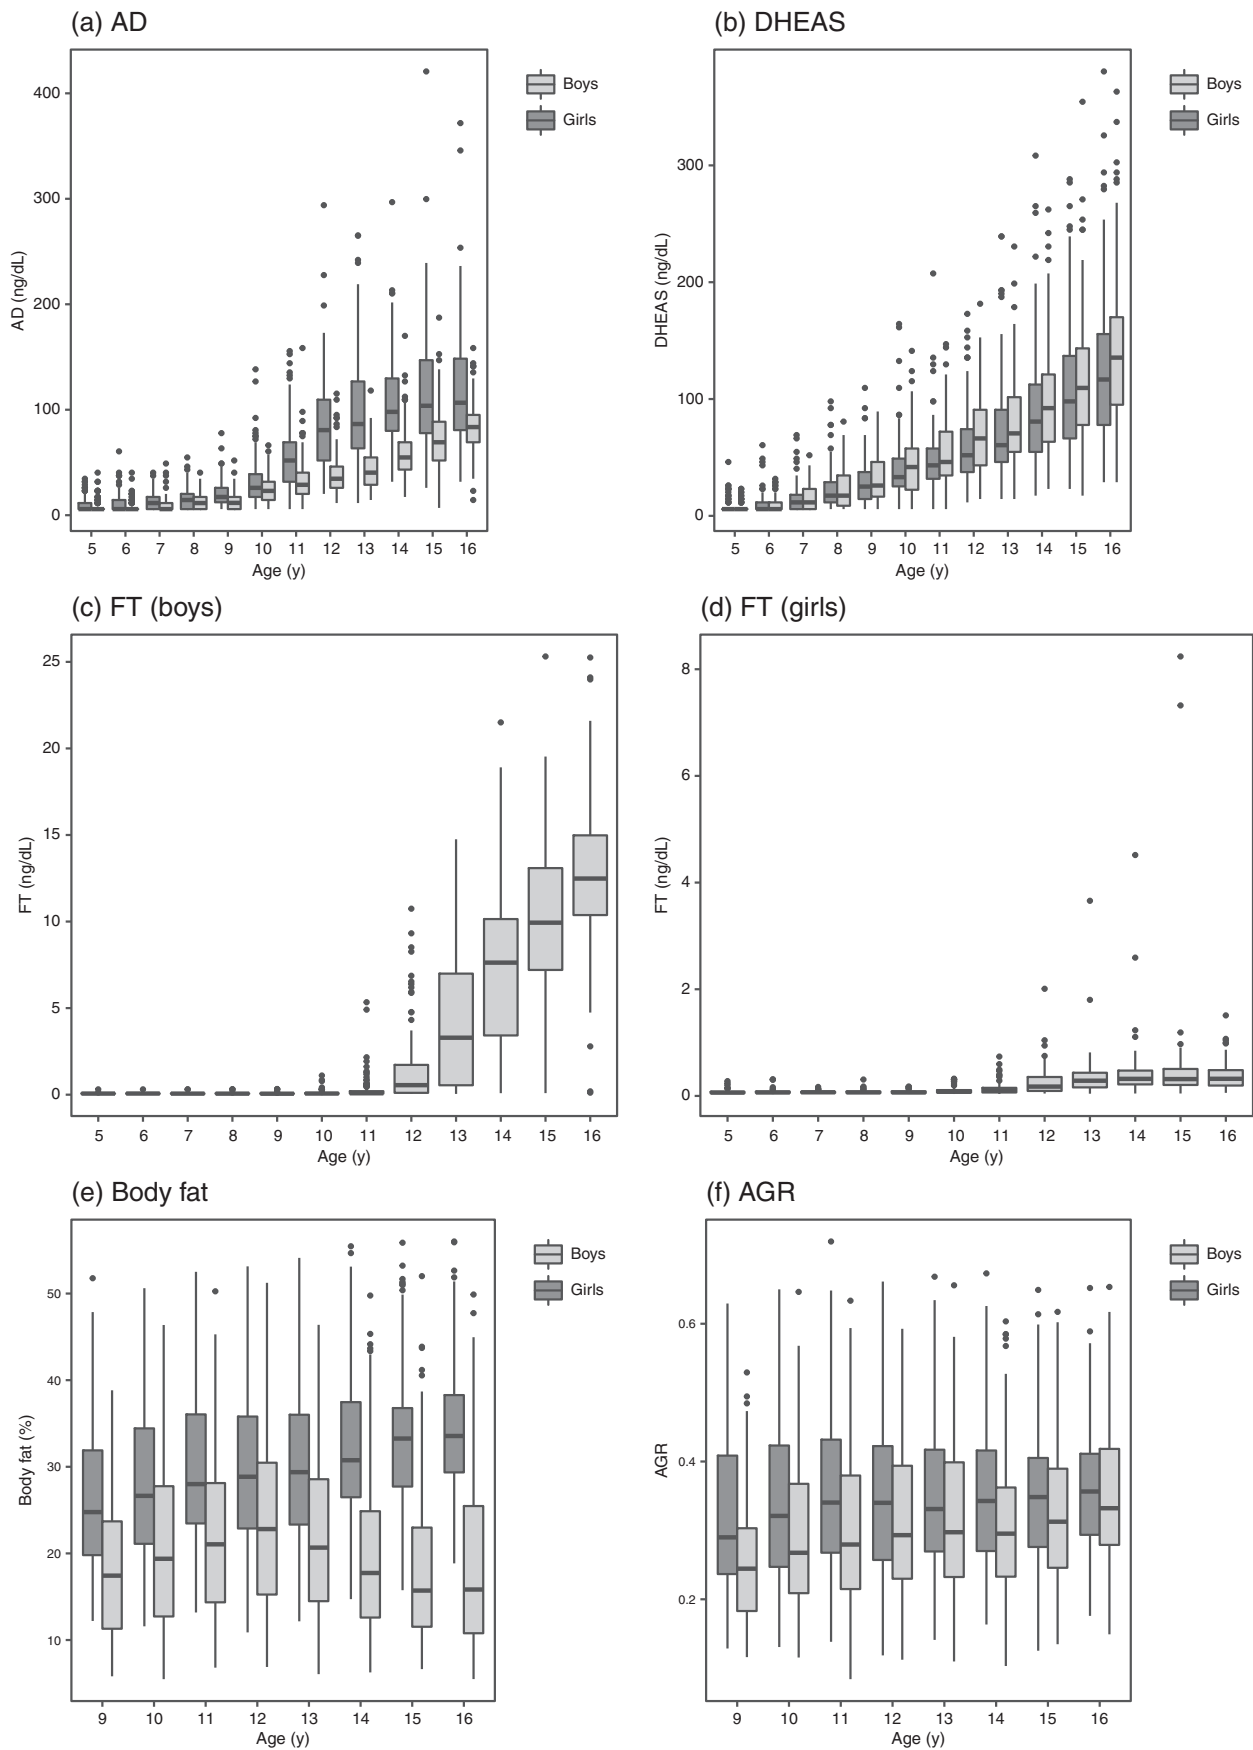 (a) AD
(b) DHEAS
400
300
200
100
0
AD (ng/dL)
5 6 7 8 9 10 11 12 13 14 15 16
Age (y)
Boys
Girls
300
200
100
0
DHEAS (ng/dL)
5 6 7 8 9 10 11 12 13 14 15 16
Age (y)
Boys
Girls
(c) FT (boys)
(d) FT (girls)
25
20
15
10
5
0
FT (ng/dL)
5 6 7 8 9 10 11 12 13 14 15 16
Age (y)
8
6
4
2
0
FT (ng/dL)
5 6 7 8 9 10 11 12 13 14 15 16
Age (y)
(e) Body fat
(f) AGR
50
40
30
20
10
Body fat (%)
9 10 11 12 13 14 15 16
Age (y)
Boys
Girls
0.6
0.4
0.2
AGR
9 10 11 12 13 14 15 16
Age (y)
Boys
Girls